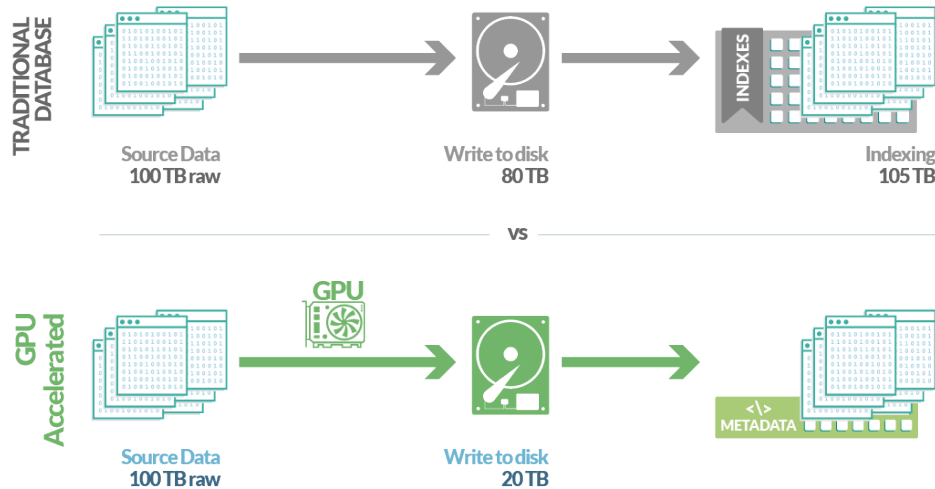 TRADITIONAL
DATABASE
INDEXES
Source Data
100 TB raw
Write to disk
80 TB
Indexing
105 TB
vs
GPU
Accelerated
GPU
</>
METADATA
Source Data
100 TB raw
Write to disk
20 TB